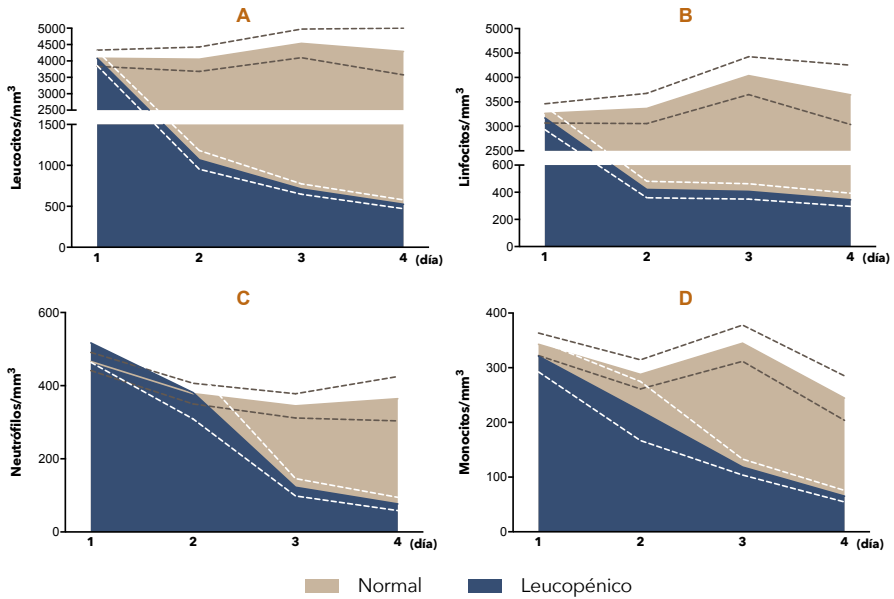 A
Leucocitos/mm³
5000
4500
4000
3500
3000
2500
1500
1000
500
0
1 2 3 4 (día)
B
Linfocitos/mm³
5000
4500
4000
3500
3000
2500
600
400
200
0
1 2 3 4 (día)
C
Neutrófilos/mm³
600
400
200
0
1 2 3 4 (día)
D
Monocitos/mm³
400
300
200
100
0
1 2 3 4 (día)
Normal Leucopénico